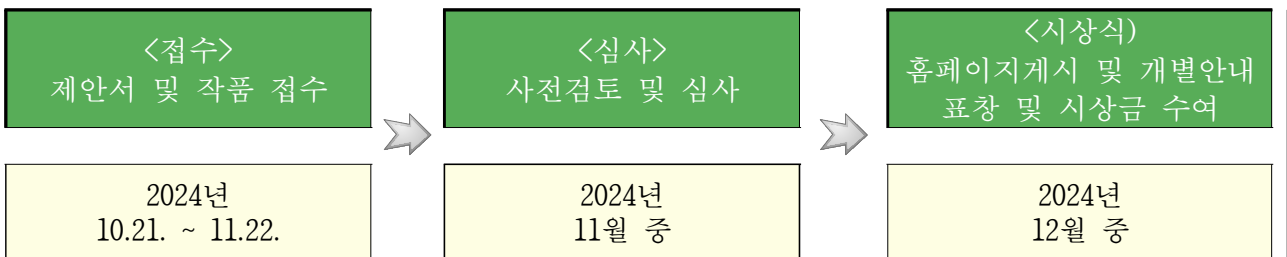 <접수>
제안서 및 작품 접수
<심사>
사전검토 및 심사
<시상식)
홈페이지게시 및 개별안내
표창 및 시상금 수여
2024년
10.21. ~ 11.22.
2024년
11월 중
2024년
12월 중